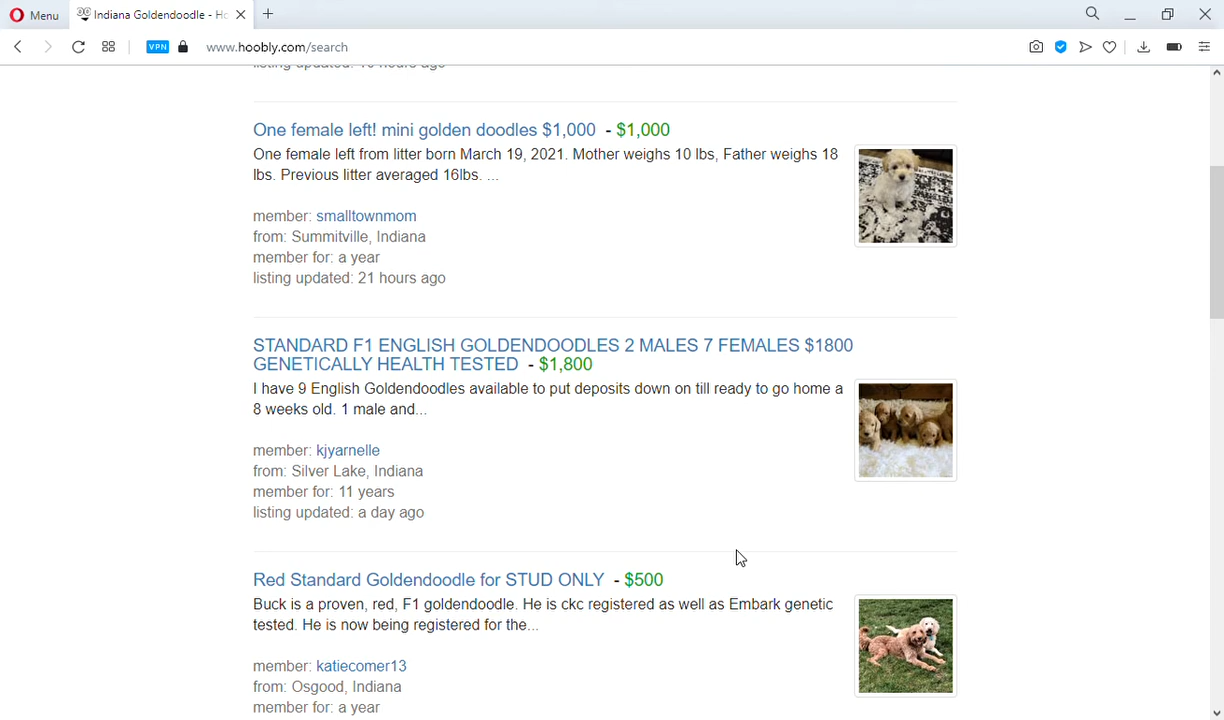 Menu
Indiana Goldendoodle - Ho
VPN
www.hoobly.com/search
listing updated: 10 hours ago
One female left! mini golden doodles $1,000 - $1,000
One female left from litter born March 19, 2021. Mother weighs 10 lbs, Father weighs 18
lbs. Previous litter averaged 16lbs. ...
member: smalltownmom
from: Summitville, Indiana
member for: a year
listing updated: 21 hours ago
STANDARD F1 ENGLISH GOLDENDOODLES 2 MALES 7 FEMALES $1800
GENETICALLY HEALTH TESTED - $1,800
I have 9 English Goldendoodles available to put deposits down on till ready to go home a
8 weeks old. 1 male and...
member: kjyarnelle
from: Silver Lake, Indiana
member for: 11 years
listing updated: a day ago
Red Standard Goldendoodle for STUD ONLY - $500
Buck is a proven, red, F1 goldendoodle. He is ckc registered as well as Embark genetic
tested. He is now being registered for the...
member: katiecomer13
from: Osgood, Indiana
member for: a year